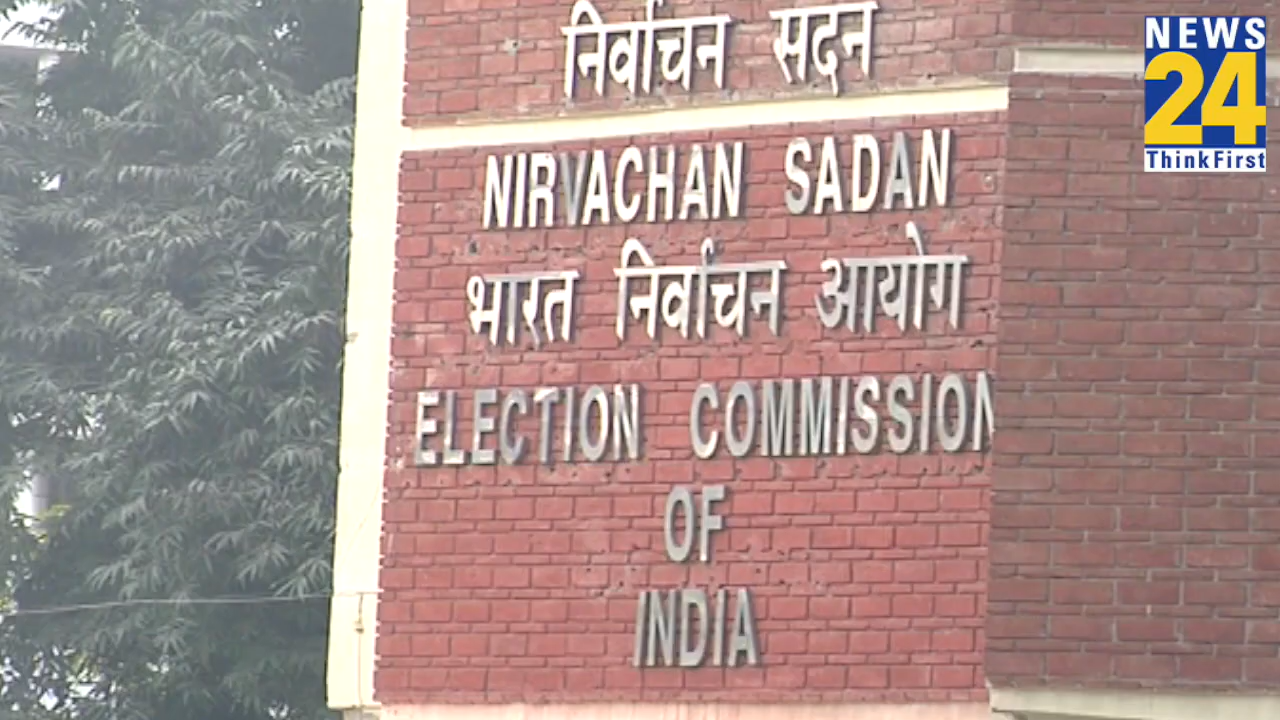 निर्वाचन सदन
NIRVACHAN SADAN
भारत निर्वाचन आयोग
ELECTION COMMISSION
OF
INDIA
NEWS
24
ThinkFirst